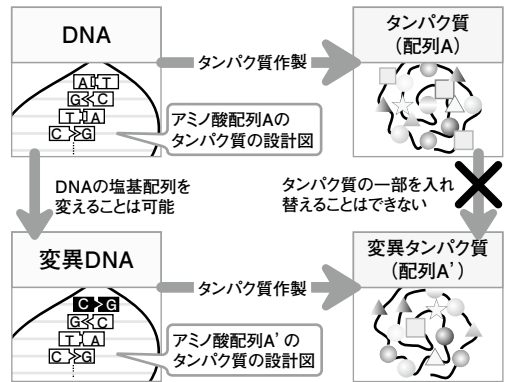 DNA
A T
G C
T A
C G
アミノ酸配列Aの
タンパク質の設計図
タンパク質作製
タンパク質
(配列A)
DNAの塩基配列を
変えることは可能
タンパク質の一部を入れ
替えることはできない
変異DNA
C G
G C
T A
C G
アミノ酸配列A'の
タンパク質の設計図
タンパク質作製
変異タンパク質
(配列A')